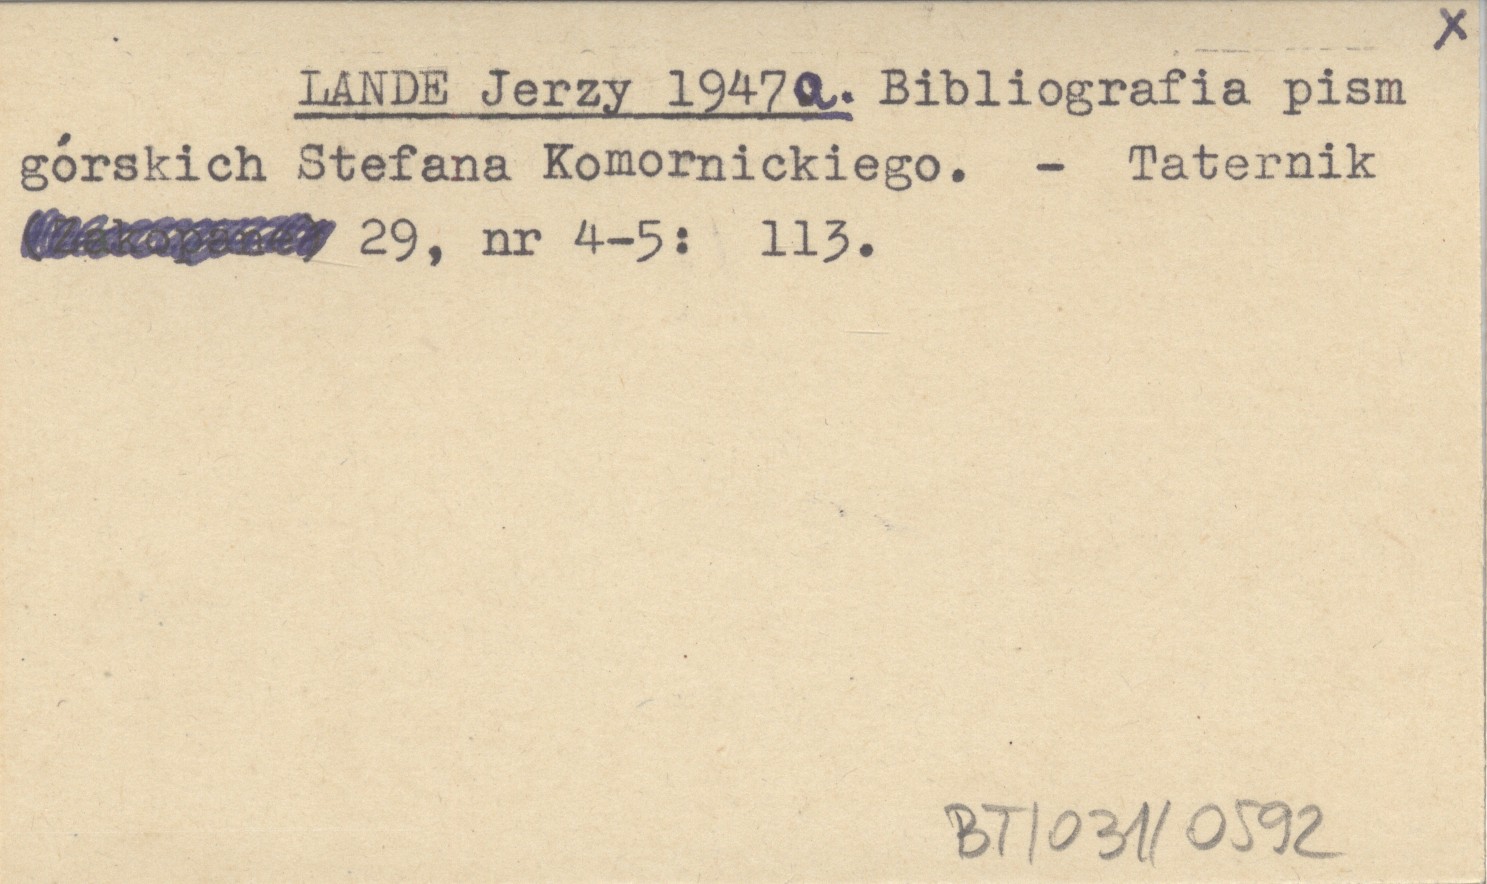 x
LANDE Jerzy 1947a. Bibliografia pism
górskich Stefana Komornickiego. - Taternik
29, nr 4-5: 113.
BT/031/0592